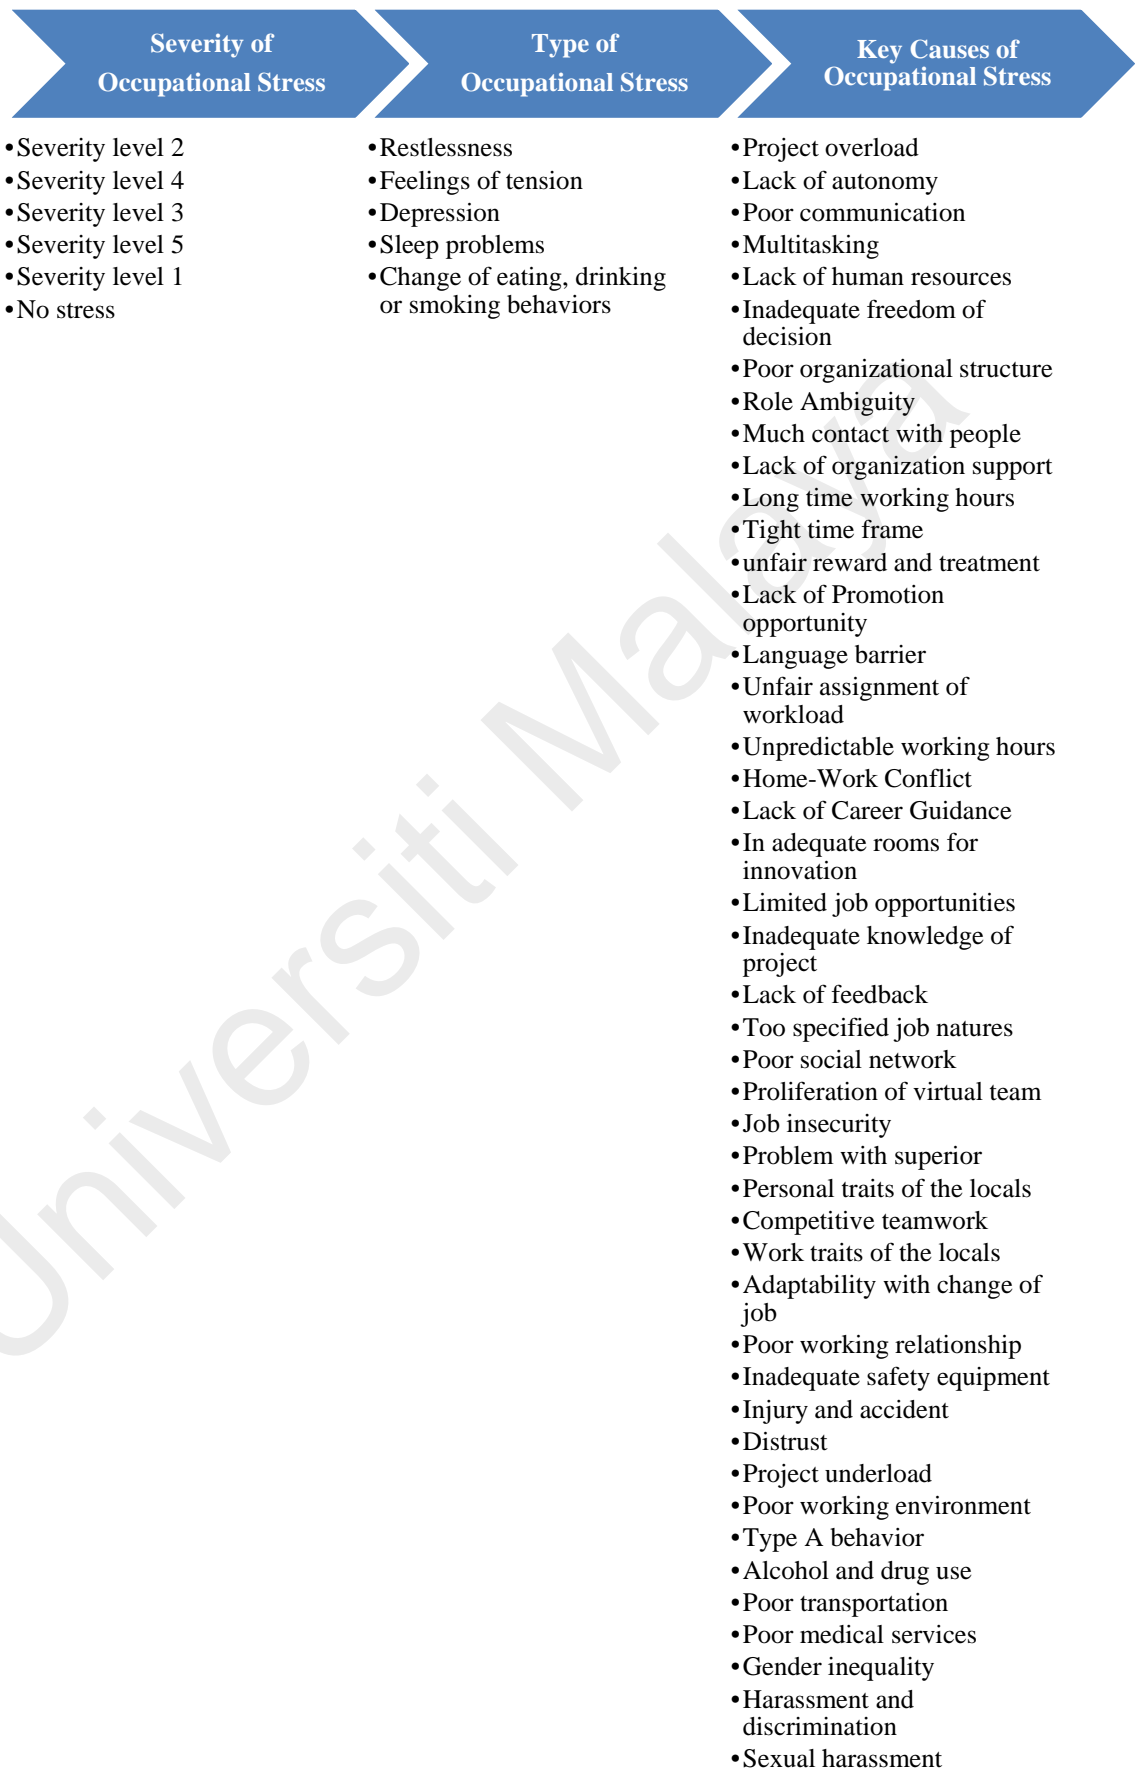 Severity of
Occupational Stress
•Severity level 2
•Severity level 4
•Severity level 3
•Severity level 5
•Severity level 1
•No stress
Type of
Occupational Stress
•Restlessness
•Feelings of tension
•Depression
•Sleep problems
•Change of eating, drinking
or smoking behaviors
Key Causes of
Occupational Stress
•Project overload
•Lack of autonomy
•Poor communication
•Multitasking
•Lack of human resources
•Inadequate freedom of
decision
•Poor organizational structure
•Role Ambiguity
•Much contact with people
•Lack of organization support
•Long time working hours
•Tight time frame
•unfair reward and treatment
•Lack of Promotion
opportunity
•Language barrier
•Unfair assignment of
workload
•Unpredictable working hours
•Home-Work Conflict
•Lack of Career Guidance
•In adequate rooms for
innovation
•Limited job opportunities
•Inadequate knowledge of
project
•Lack of feedback
•Too specified job natures
•Poor social network
•Proliferation of virtual team
•Job insecurity
•Problem with superior
•Personal traits of the locals
•Competitive teamwork
•Work traits of the locals
•Adaptability with change of
job
•Poor working relationship
•Inadequate safety equipment
•Injury and accident
•Distrust
•Project underload
•Poor working environment
•Type A behavior
•Alcohol and drug use
•Poor transportation
•Poor medical services
•Gender inequality
•Harassment and
discrimination
•Sexual harassment
Universiti Malaya